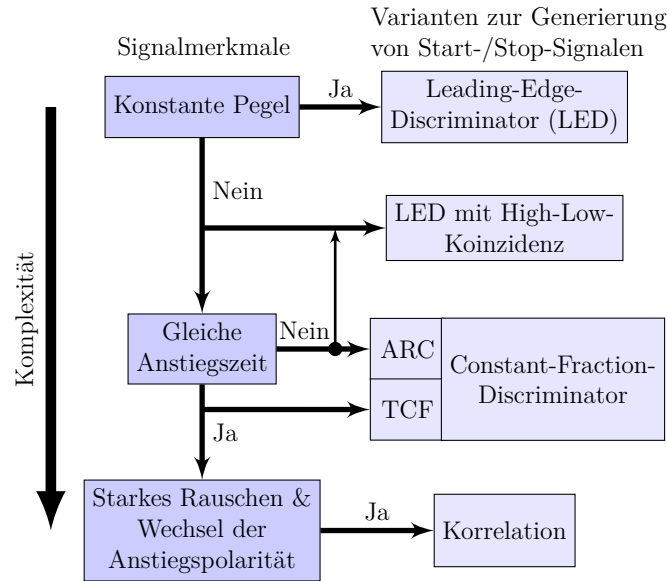 Signalmerkmale
Varianten zur Generierung
von Start-/Stop-Signalen
Konstante Pegel
Ja
Leading-Edge-
Discriminator (LED)
Nein
LED mit High-Low-
Koinzidenz
Komplexität
Gleiche
Anstiegszeit
Nein
ARC
TCF
Constant-Fraction-
Discriminator
Ja
Starkes Rauschen &
Wechsel der
Anstiegspolarität
Ja
Korrelation